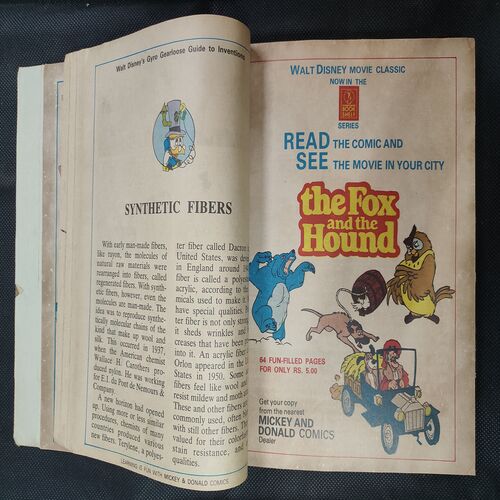 Walt Disney's Gyro Gearloose Guide to Inventions
SYNTHETIC FIBERS
With early man-made fibers,
like rayon, the molecules of
natural raw materials were
rearranged into fibers, called
regenerated fibers. With synth-
etic fibers, however, even the
molecules are man-made. The
idea was to reproduce synthe-
tically molecular chains of the
kind that make up wool and
silk. This occured in 1937,
when the American chemist
Wallace H. Carothers pro-
duced nylon. He was working
for E.I. du Pont de Nemours &
Company.
A new horizon had opened
up. Using more or less similar
procedures, chemists of many
countries produced various
new fibers. Terylene, a polyes-
ter fiber called Dacron
United States, was
in England around
fiber is called a
acrylic, according to the
micals used to make it.
have special qualities.
ter fiber is not only strong
it sheds wrinkles and
creases that have been
into it. An acrylic fiber
Orlon appeared in the
States in 1950. Some
fibers feel like wool and
resist mildew and moth
These and other fibers are
commonly used, often
with still other fibers. They
valued for their
stain resistance, and
qualities.
LEARNING IS FUN WITH MICKEY & DONALD COMICS
WALT DISNEY MOVIE CLASSIC
NOW IN THE
BOOK
SHELF
SERIES
READ THE COMIC AND
SEE THE MOVIE IN YOUR CITY
the Fox
and the
Hound
64 FUN-FILLED PAGES
FOR ONLY RS. 5.00
Get your copy
from the nearest
MICKEY AND
DONALD COMICS
Dealer